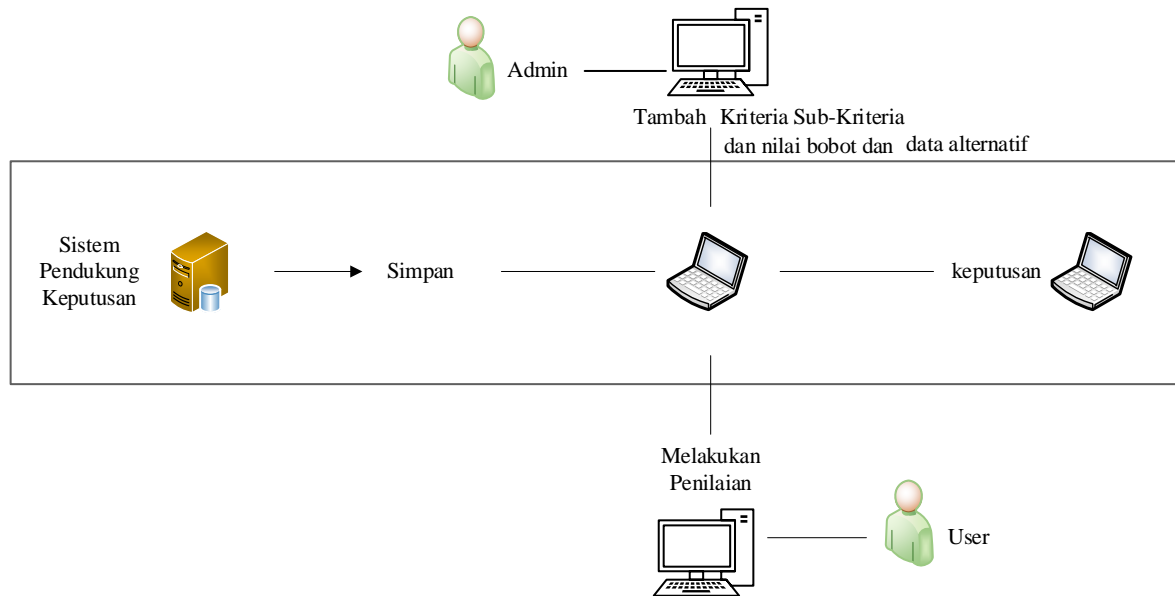 Admin
Tambah Kriteria Sub-Kriteria
dan nilai bobot dan data alternatif
Sistem
Pendukung
Keputusan
Simpan
keputusan
Melakukan
Penilaian
User